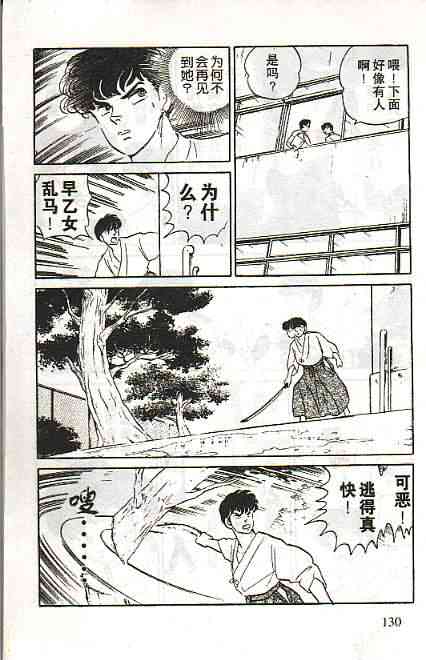 喂！下面
好像有人
啊！
是吗？
为何不
会再见
到她？
为什
么？
早乙女
乱马！
可恶！
逃得真
快！
嗖……
130